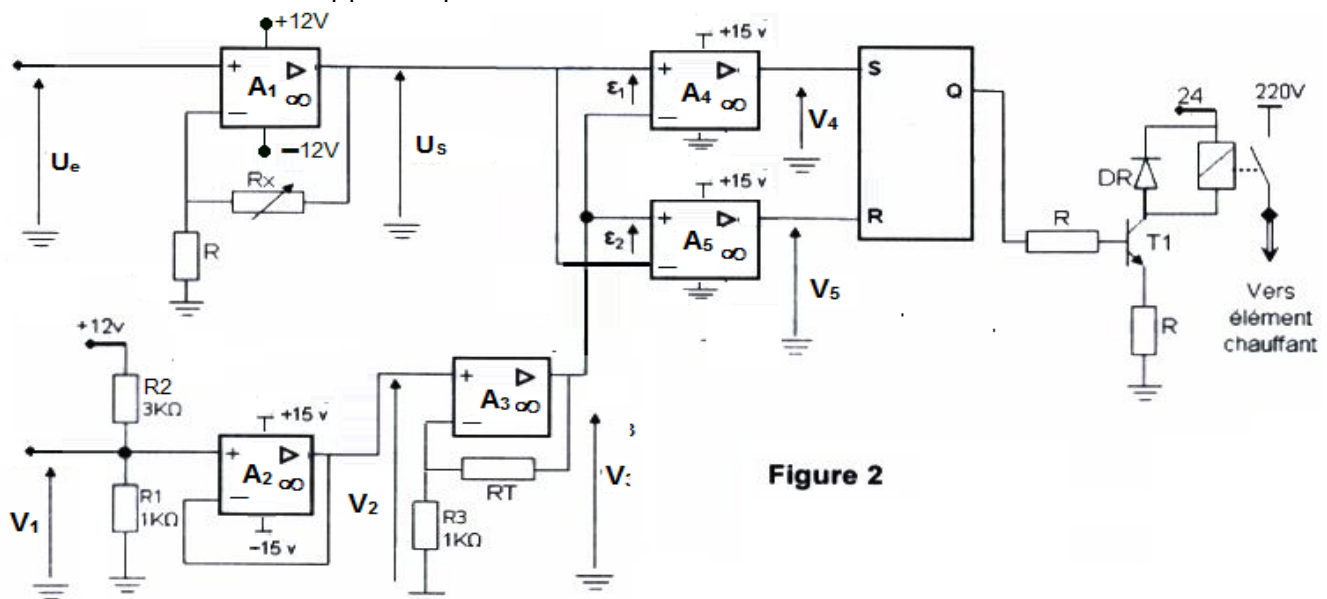 +12V
+ A1 ∞
−
−12V
Ue
Rx
R
Us
+15 v
ε1
+ A4 ∞
−
V4
+15 v
ε2
+ A5 ∞
−
V5
S
R
Q
R
24
220V
DR
T1
R
Vers
élément
chauffant
+12v
R2
3KΩ
V1
R1
1KΩ
+15 v
+ A2 ∞
−
−15 v
V2
+ A3 ∞
−
RT
R3
1KΩ
Figure 2